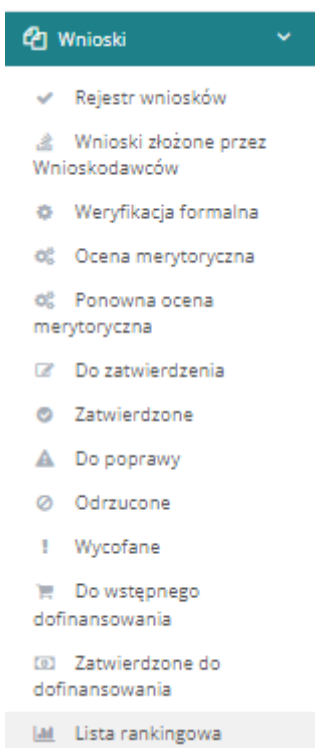 Wnioski
Rejestr wniosków
Wnioski złożone przez
Wnioskodawców
Weryfikacja formalna
Ocena merytoryczna
Ponowna ocena
merytoryczna
Do zatwierdzenia
Zatwierdzone
Do poprawy
Odrzucone
Wycofane
Do wstępnego
dofinansowania
Zatwierdzone do
dofinansowania
Lista rankingowa